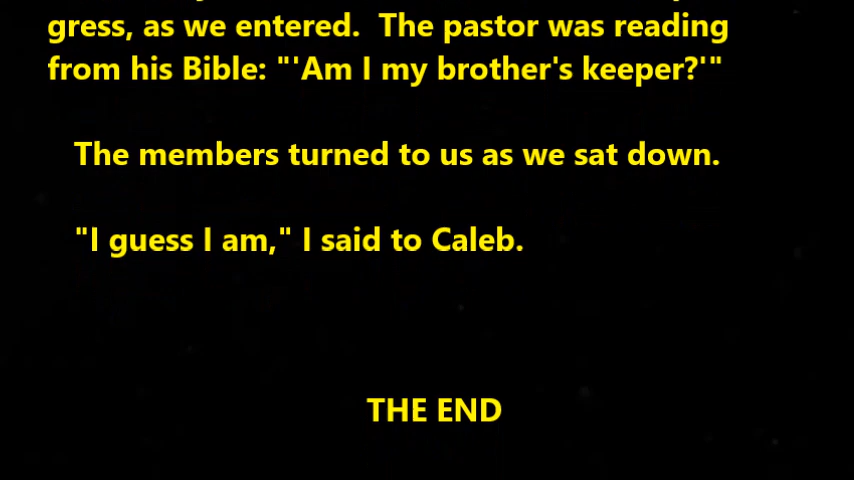 gress, as we entered.  The pastor was reading
from his Bible: "'Am I my brother's keeper?'"
The members turned to us as we sat down.
"I guess I am," I said to Caleb.
THE END